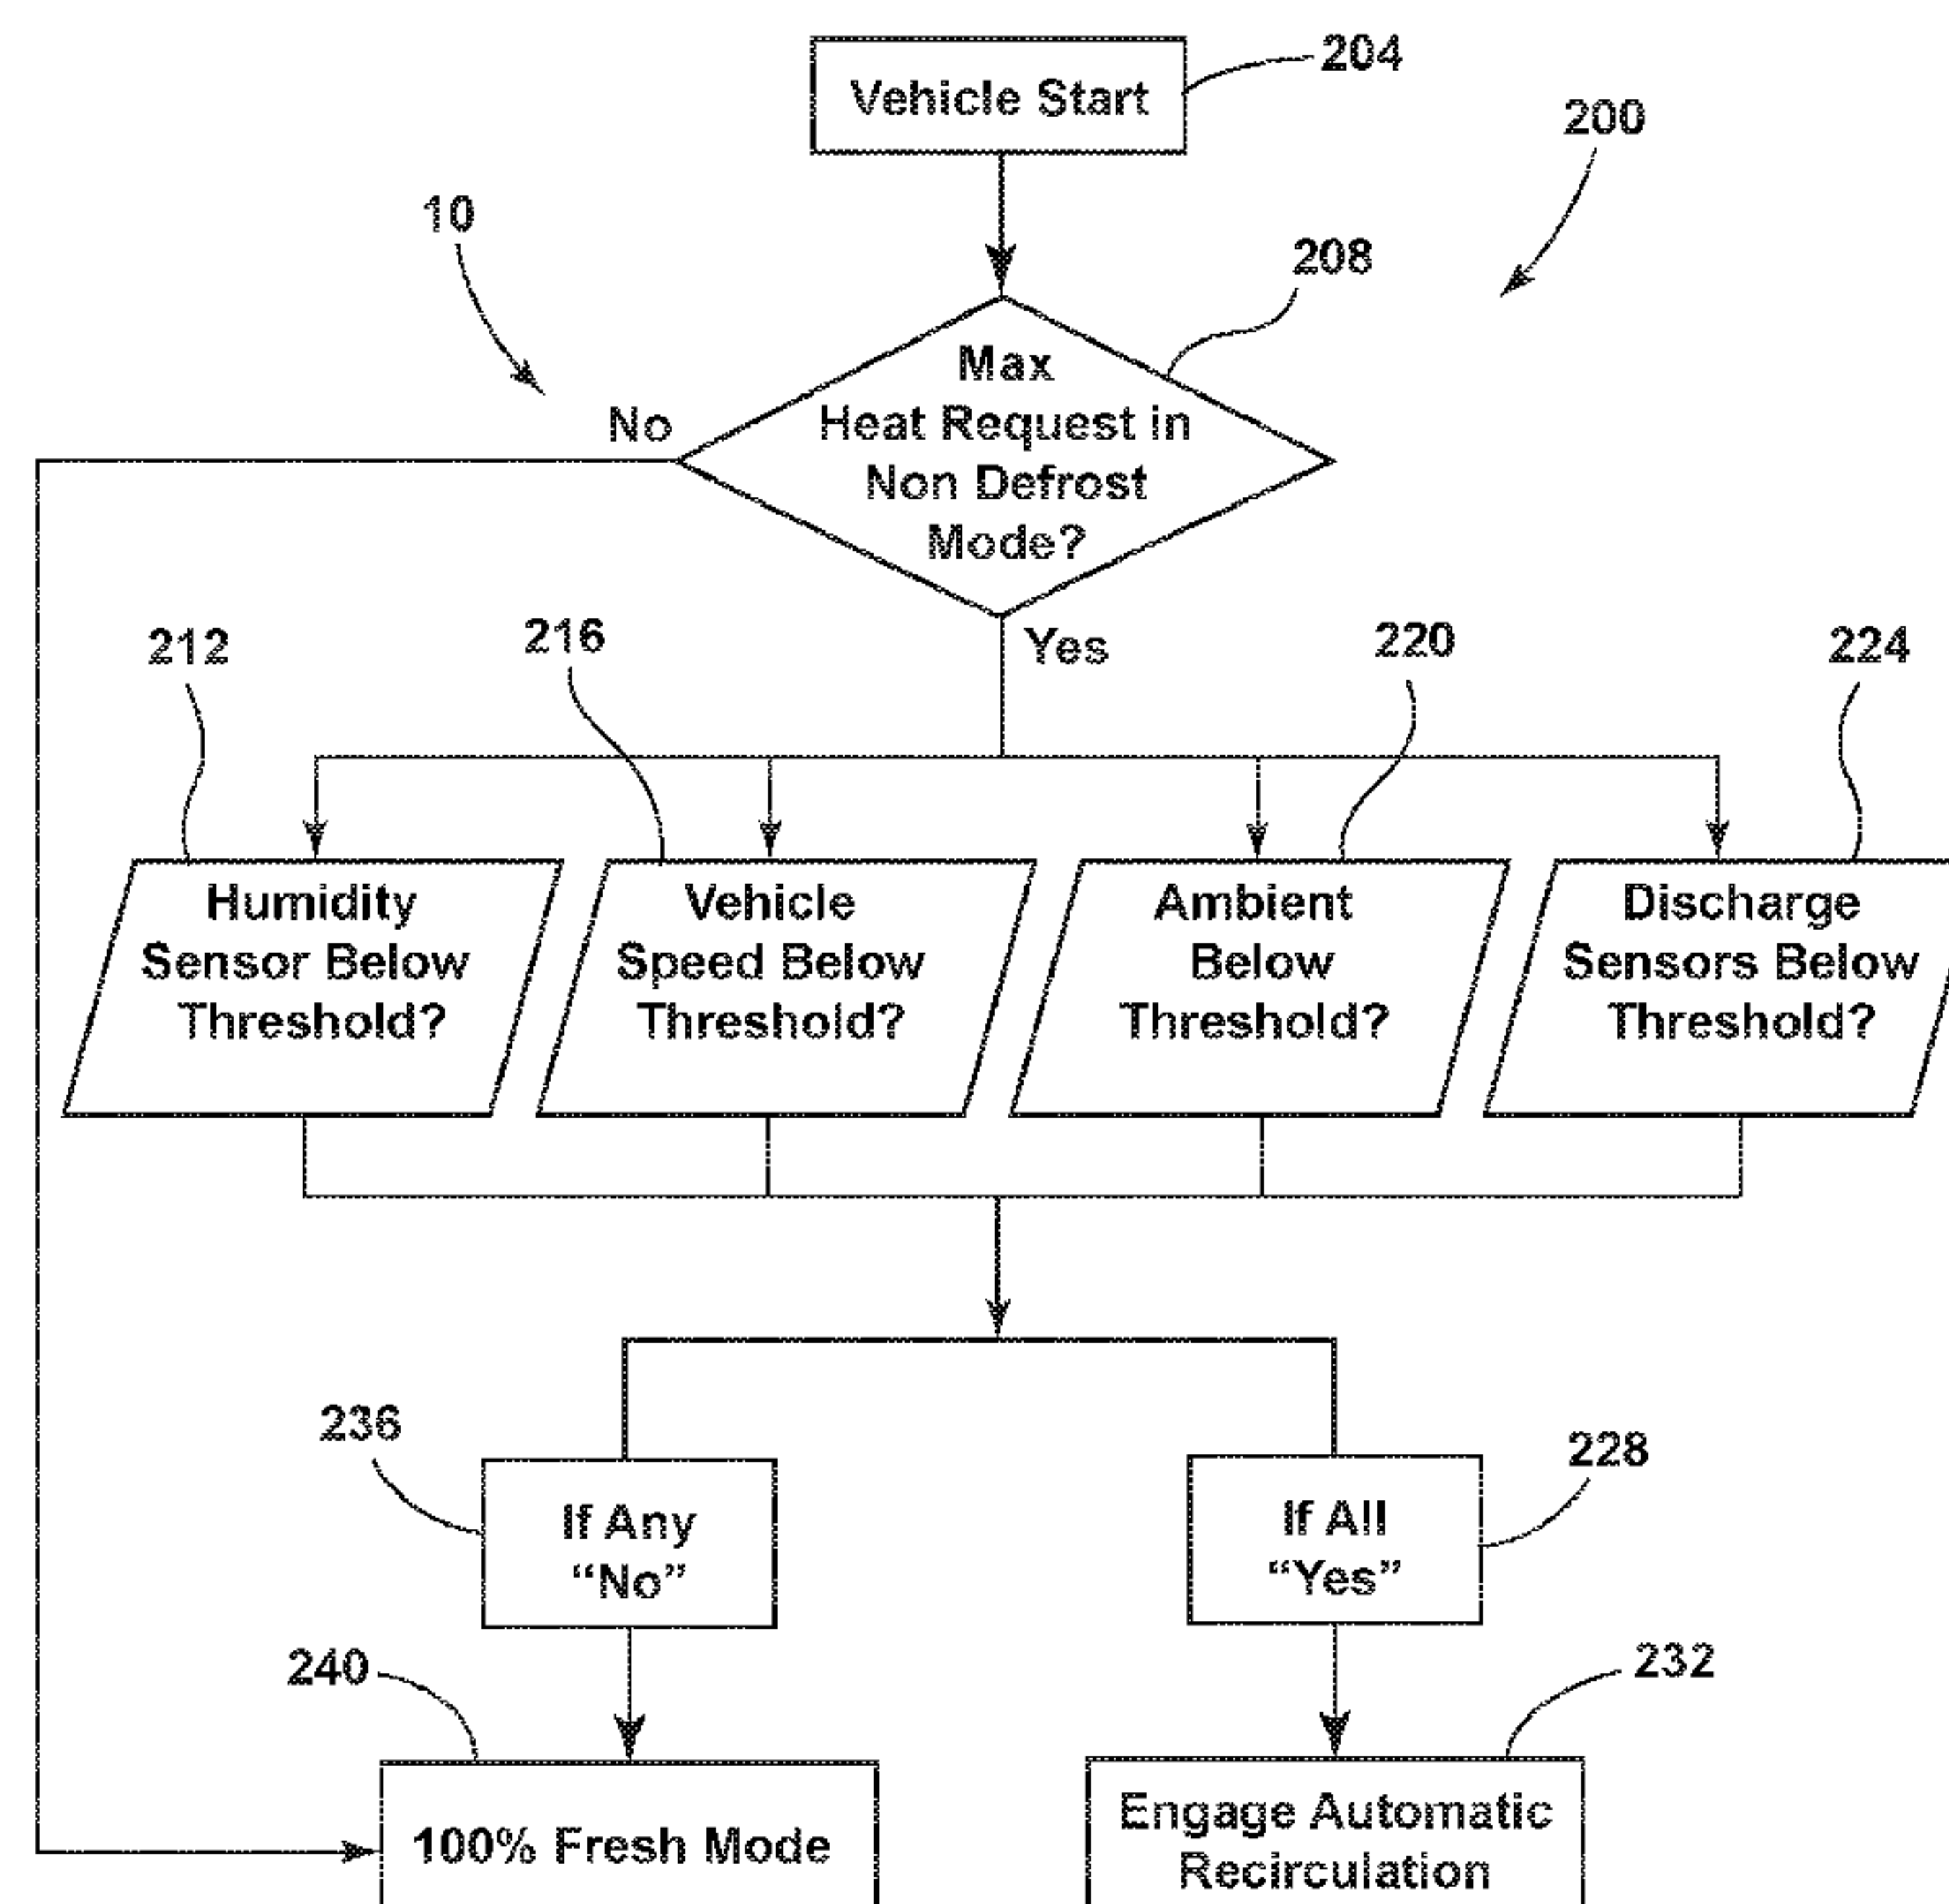 204
Vehicle Start
200
10
208
Max
Heat Request in
Non Defrost
Mode?
No
Yes
212
216
220
224
Humidity
Sensor Below
Threshold?
Vehicle
Speed Below
Threshold?
Ambient
Below
Threshold?
Discharge
Sensors Below
Threshold?
236
If Any
“No”
228
If All
“Yes”
240
100% Fresh Mode
232
Engage Automatic
Recirculation